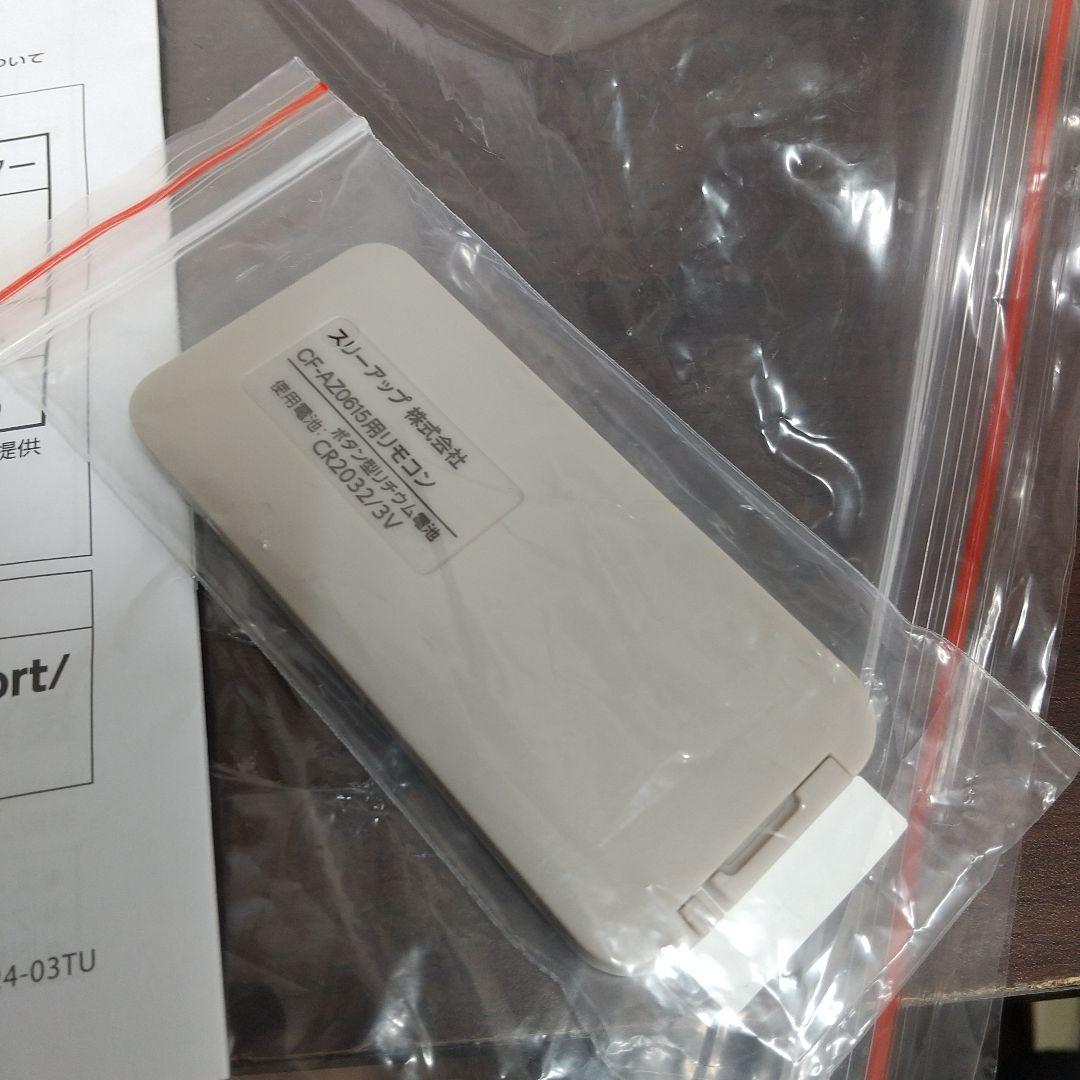 ついて
ター
提供
ort/
4-03TU
スリーアップ 株式会社
CF-AZ0615用リモコン
使用電池:ボタン型リチウム電池
CR2032/3V